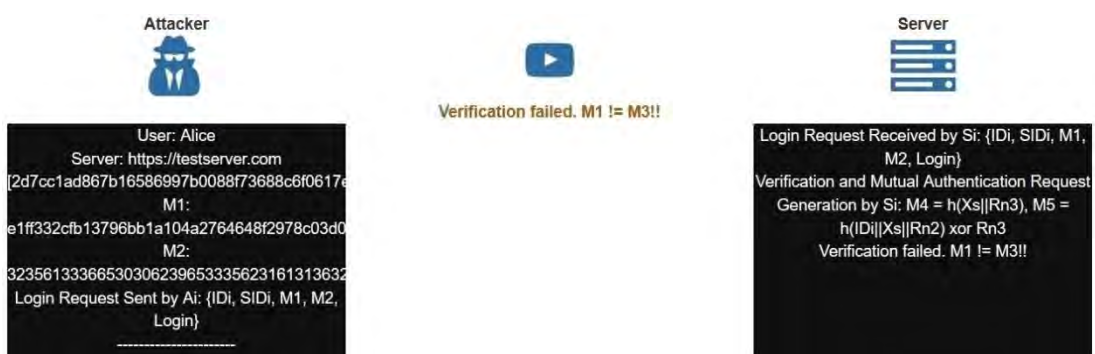 Attacker
Server
Verification failed. M1 != M3!!
User: Alice
Server: https://testserver.com
[2d7cc1ad867b16586997b0088f73688c6f0617e
M1:
e1ff332cfb13796bb1a104a2764648f2978c03d0
M2:
32356133366530306239653335623161313632
Login Request Sent by Ai: {IDi, SIDi, M1, M2,
Login}
----------------------
Login Request Received by Si: {IDi, SIDi, M1,
M2, Login}
Verification and Mutual Authentication Request
Generation by Si: M4 = h(Xs||Rn3), M5 =
h(IDi||Xs||Rn2) xor Rn3
Verification failed. M1 != M3!!